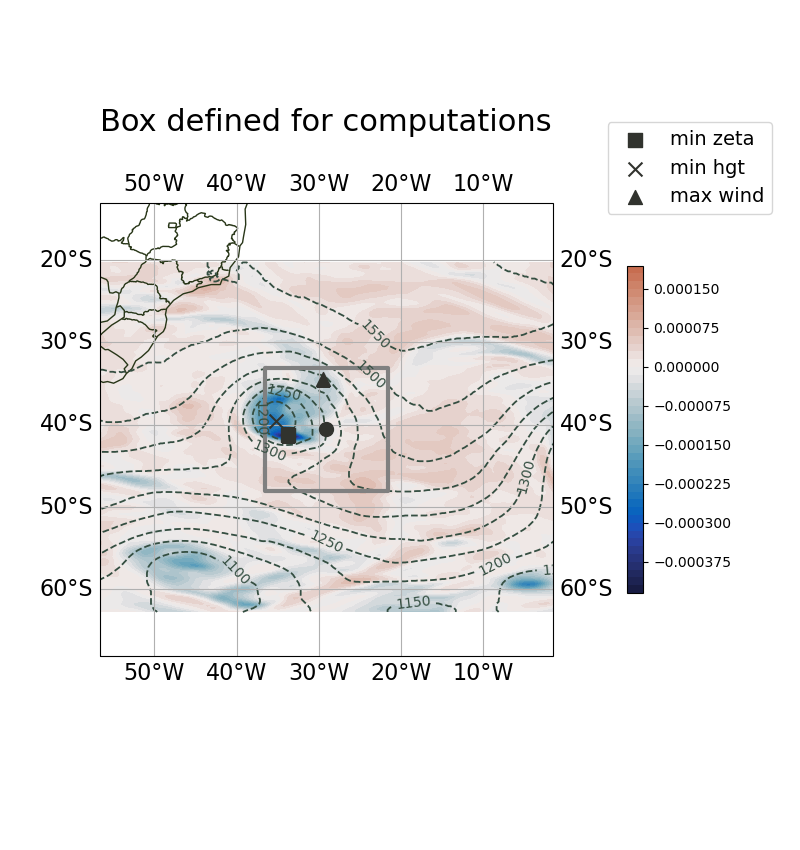 Box defined for computations
min zeta
min hgt
max wind
50°W 40°W 30°W 20°W 10°W
20°S 20°S
30°S 30°S
40°S 40°S
50°S 50°S
60°S 60°S
1550
1500
1250
1200
1300
1300
1250
1200
1100
1150
50°W 40°W 30°W 20°W 10°W
0.000150
0.000075
0.000000
−0.000075
−0.000150
−0.000225
−0.000300
−0.000375